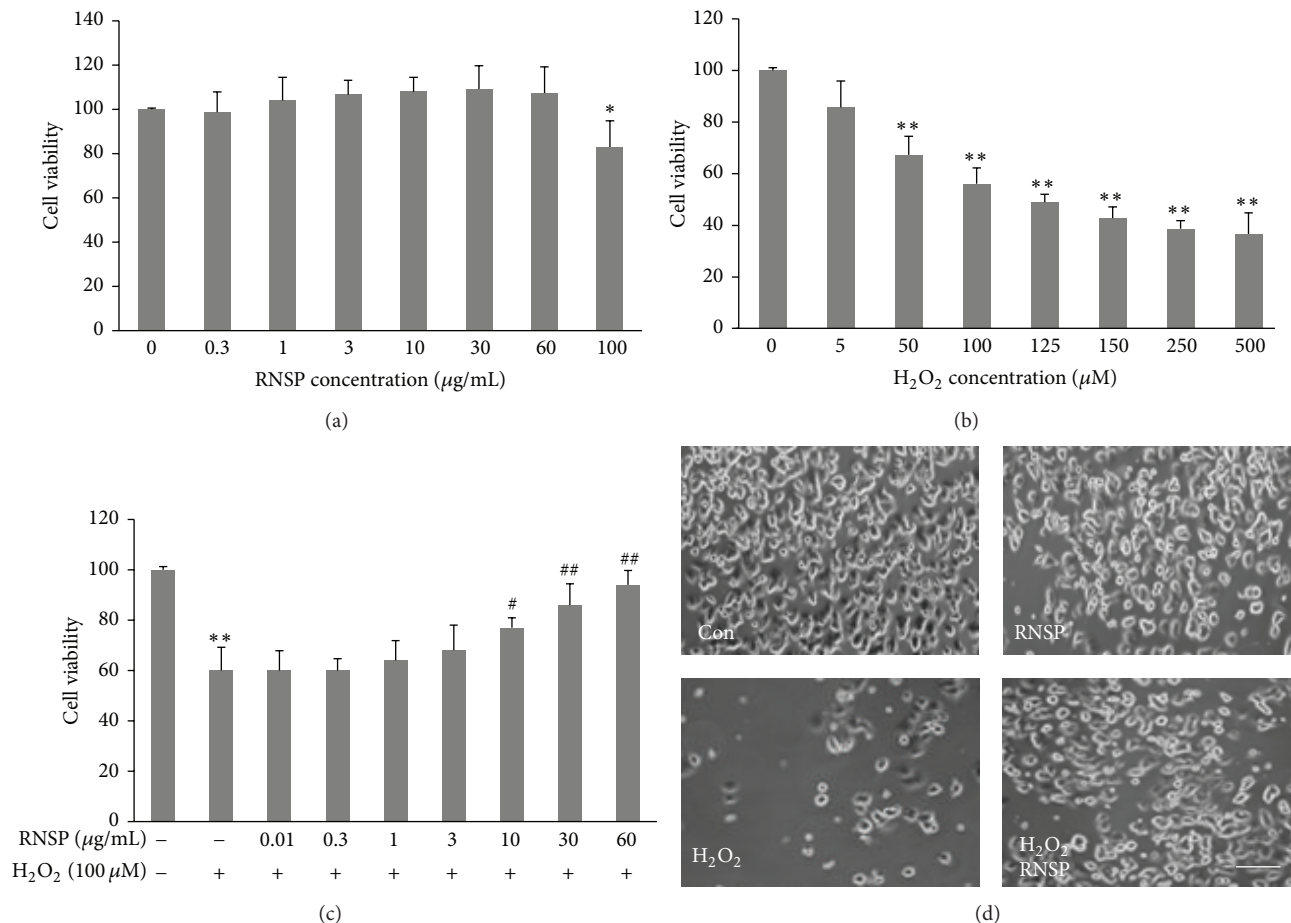 140
120
100
80
60
40
20
0
Cell viability
*
0 0.3 1 3 10 30 60 100
RNSP concentration (μg/mL)
(a)
120
100
80
60
40
20
0
Cell viability
** ** ** ** ** **
0 5 50 100 125 150 250 500
H₂O₂ concentration (μM)
(b)
120
100
80
60
40
20
0
Cell viability
** # ## ##
RNSP (μg/mL) – – 0.01 0.3 1 3 10 30 60
H₂O₂ (100 μM) – + + + + + + + +
(c)
Con
RNSP
H₂O₂
H₂O₂
RNSP
(d)